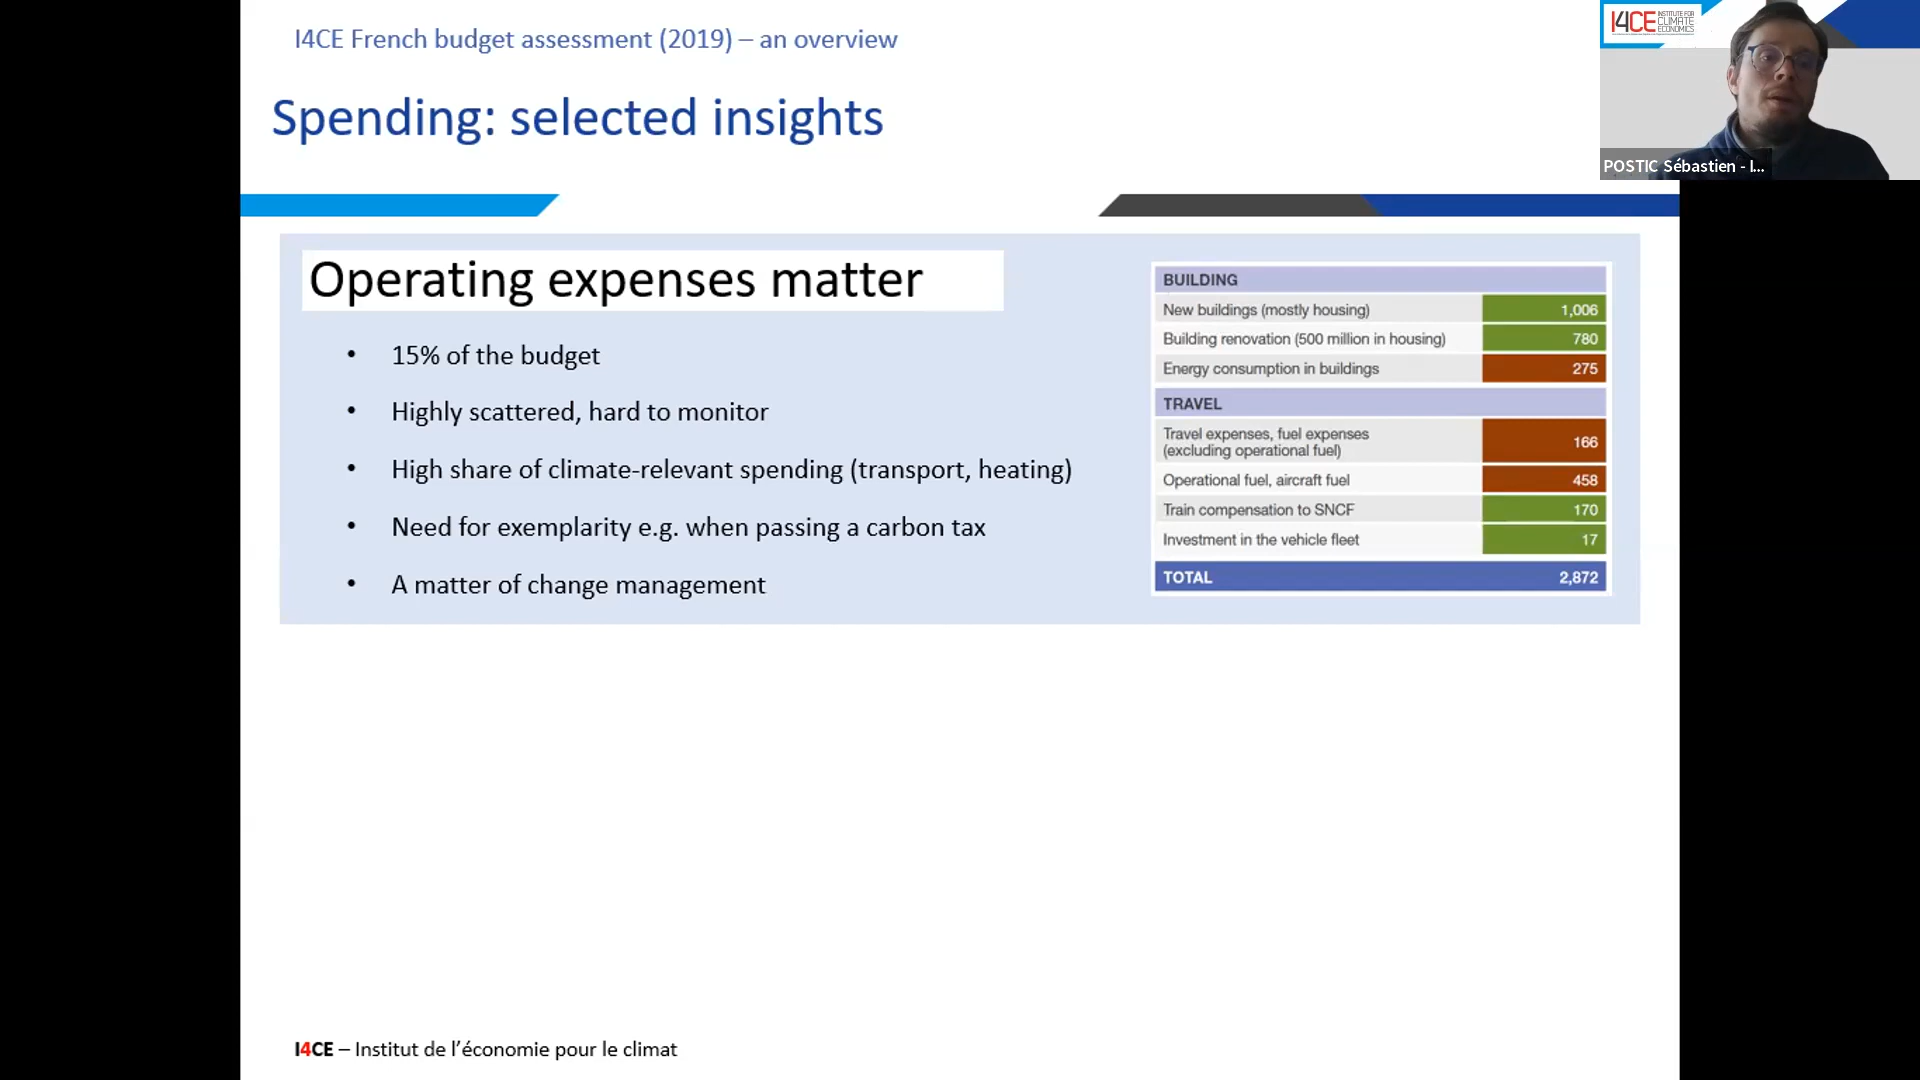 I4CE French budget assessment (2019) – an overview
Spending: selected insights
I4CE INSTITUTE FOR
CLIMATE
ECONOMICS
POSTIC Sébastien - I...
Operating expenses matter
• 15% of the budget
• Highly scattered, hard to monitor
• High share of climate-relevant spending (transport, heating)
• Need for exemplarity e.g. when passing a carbon tax
• A matter of change management
BUILDING
New buildings (mostly housing) 1,006
Building renovation (500 million in housing) 780
Energy consumption in buildings 275
TRAVEL
Travel expenses, fuel expenses
(excluding operational fuel) 166
Operational fuel, aircraft fuel 458
Train compensation to SNCF 170
Investment in the vehicle fleet 17
TOTAL 2,872
I4CE – Institut de l’économie pour le climat